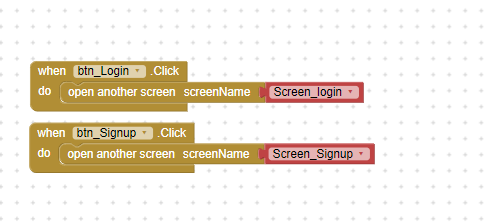 when btn_Login .Click
do open another screen screenName Screen_login
when btn_Signup .Click
do open another screen screenName Screen_Signup